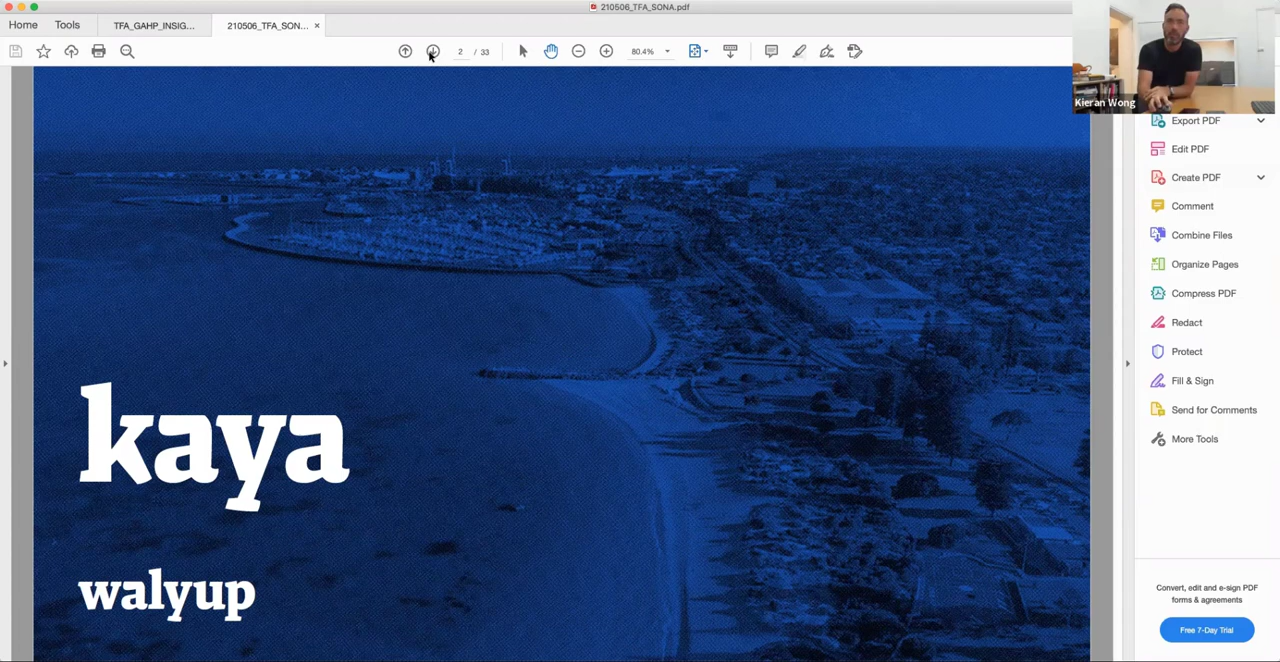 210506_TFA_SONA.pdf
Home
Tools
TFA_GAHP_INSIG...
210506_TFA_SON... ×
2 / 33
80.4%
Kieran Wong
Export PDF
Edit PDF
Create PDF
Comment
Combine Files
Organize Pages
Compress PDF
Redact
Protect
Fill & Sign
Send for Comments
More Tools
kaya
walyup
Convert, edit and e-sign PDF
forms & agreements
Free 7-Day Trial